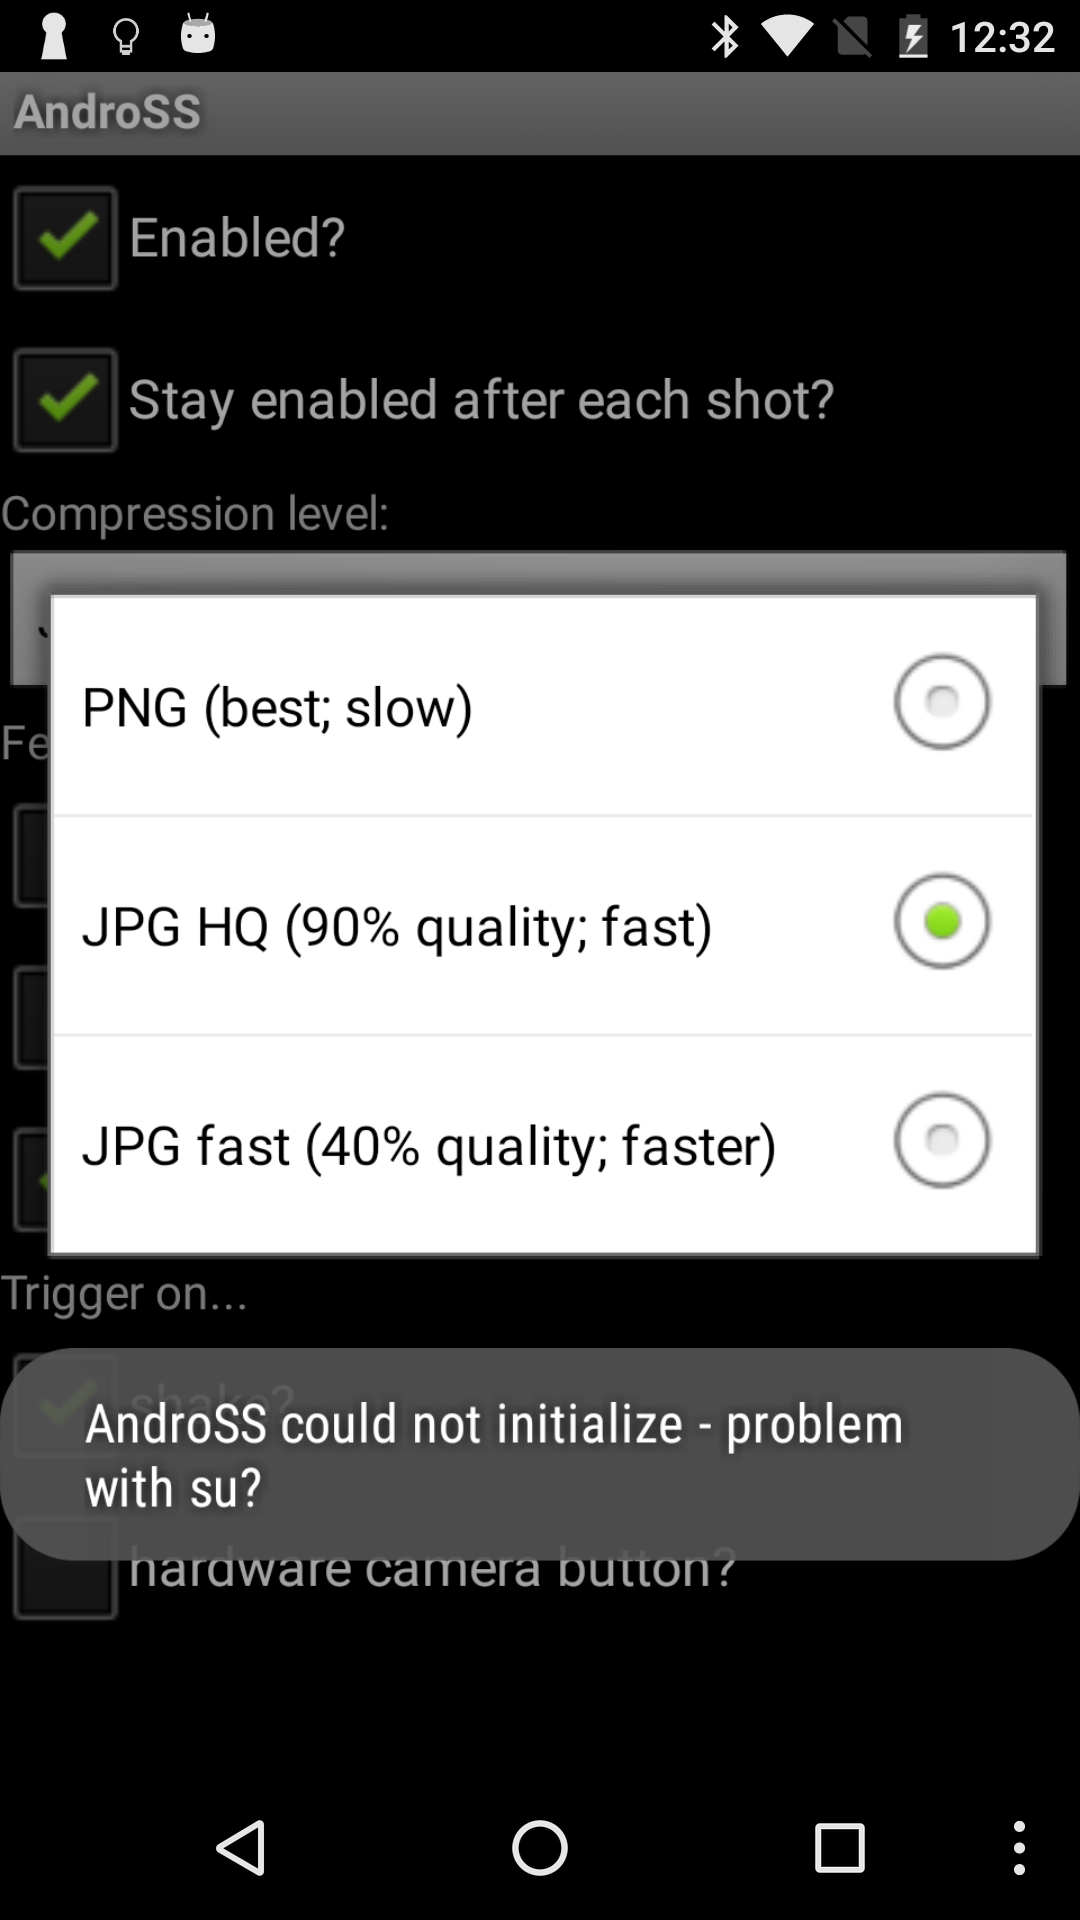 12:32
AndroSS
Enabled?
Stay enabled after each shot?
Compression level:
PNG (best; slow)
Fe
JPG HQ (90% quality; fast)
JPG fast (40% quality; faster)
Trigger on...
shake?
AndroSS could not initialize - problem
with su?
hardware camera button?